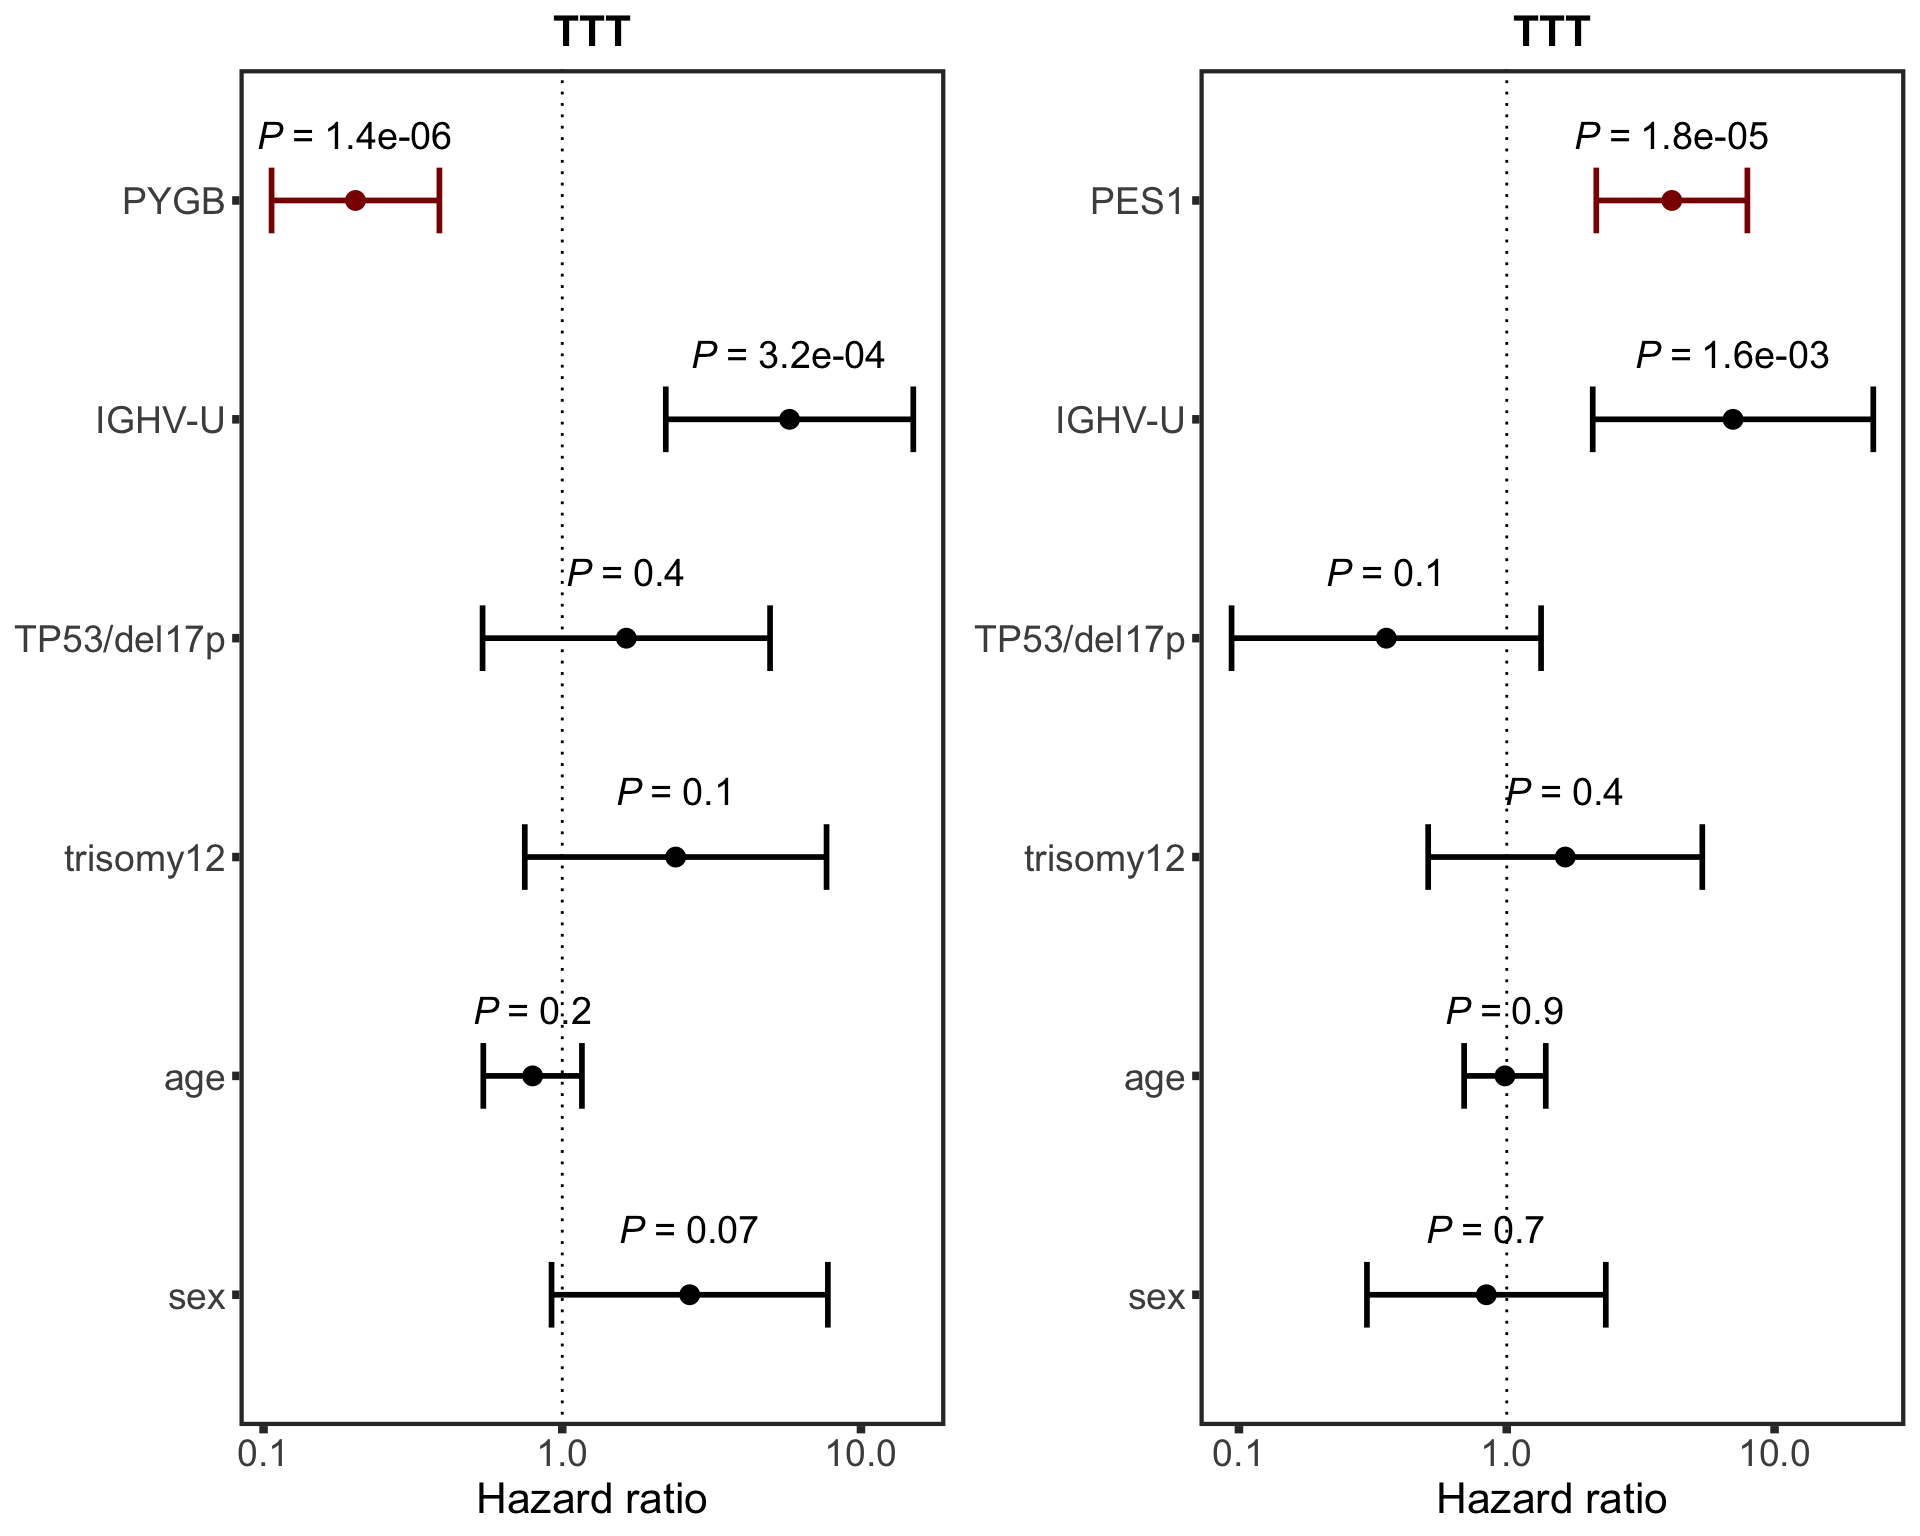 TTT
P = 1.4e-06
PYGB
P = 3.2e-04
IGHV-U
P = 0.4
TP53/del17p
P = 0.1
trisomy12
P = 0.2
age
P = 0.07
sex
0.1 1.0 10.0
Hazard ratio
TTT
P = 1.8e-05
PES1
P = 1.6e-03
IGHV-U
P = 0.1
TP53/del17p
P = 0.4
trisomy12
P = 0.9
age
P = 0.7
sex
0.1 1.0 10.0
Hazard ratio